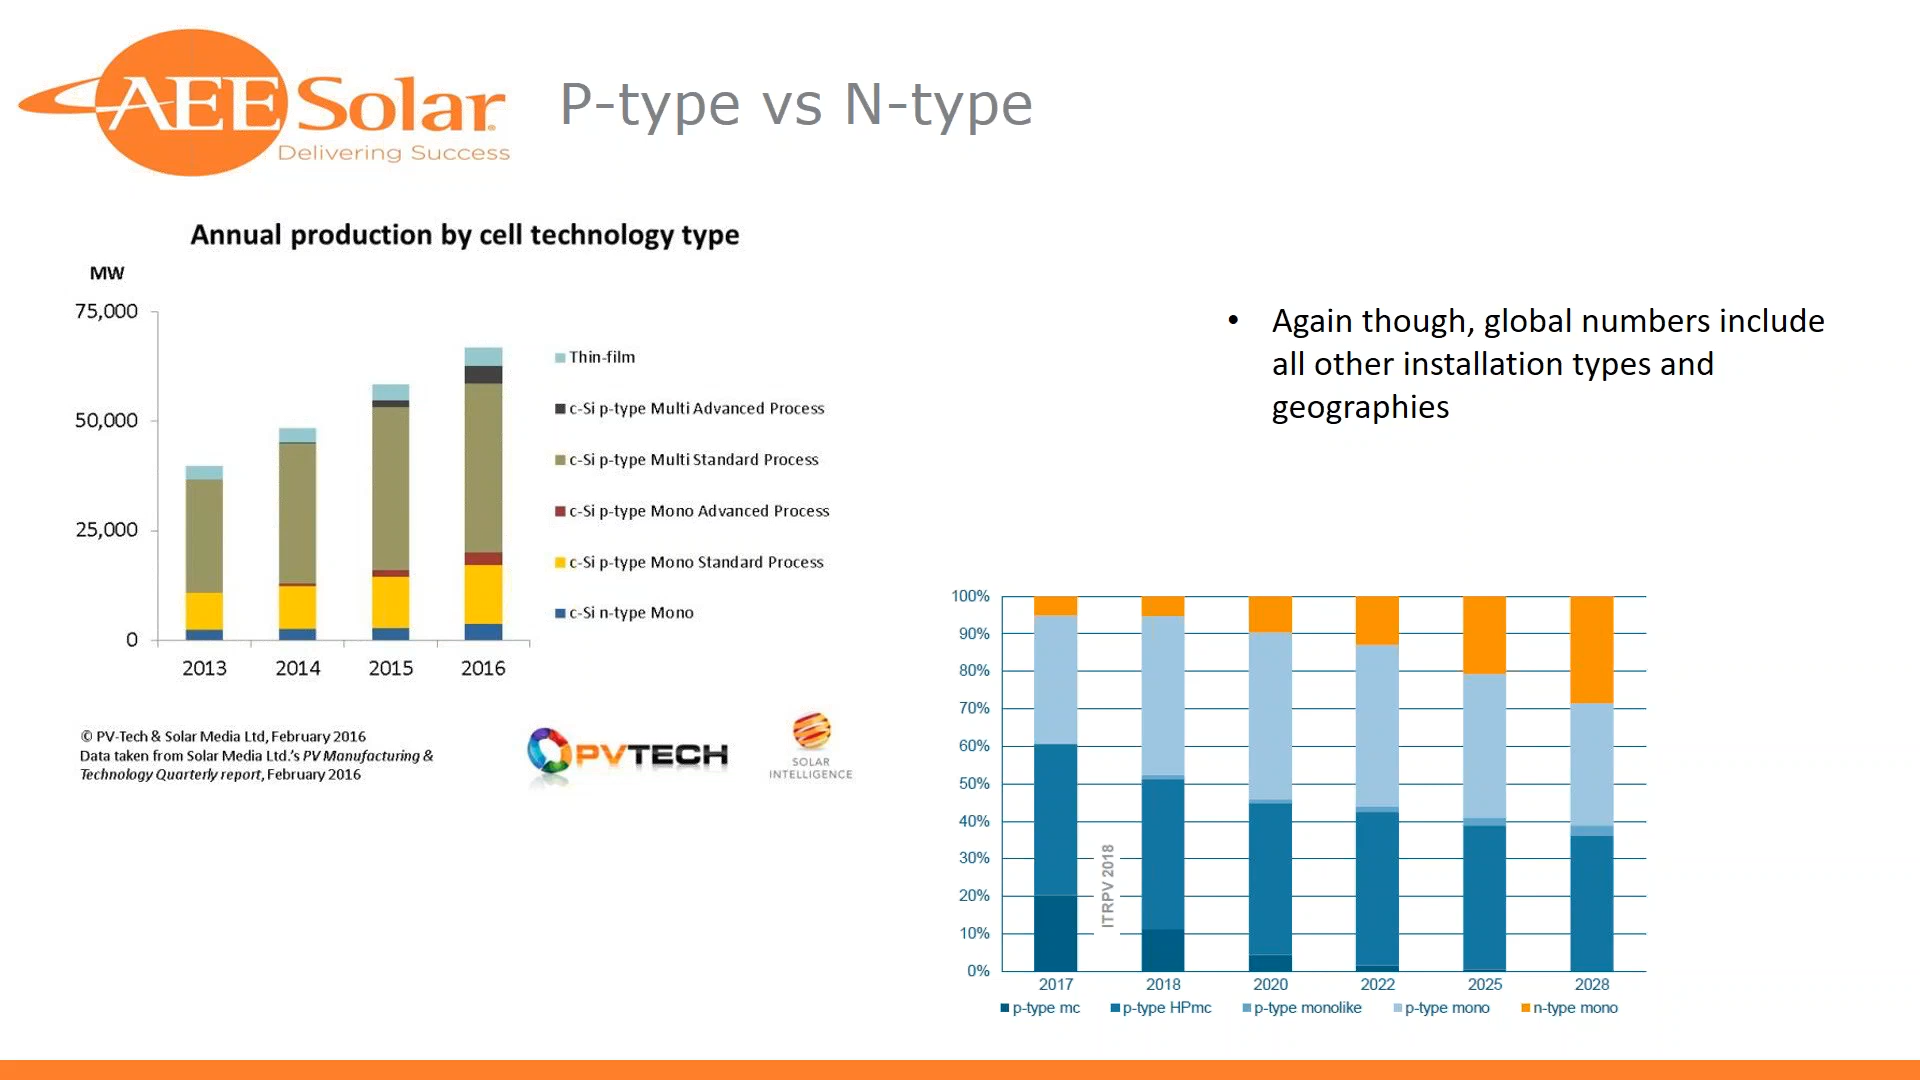 AEE Solar
Delivering Success
P-type vs N-type
Annual production by cell technology type
MW
75,000
50,000
25,000
0
2013 2014 2015 2016
Thin-film
c-Si p-type Multi Advanced Process
c-Si p-type Multi Standard Process
c-Si p-type Mono Advanced Process
c-Si p-type Mono Standard Process
c-Si n-type Mono
© PV-Tech & Solar Media Ltd, February 2016
Data taken from Solar Media Ltd.'s PV Manufacturing &
Technology Quarterly report, February 2016
PVTECH
SOLAR
INTELLIGENCE
• Again though, global numbers include
all other installation types and
geographies
100%
90%
80%
70%
60%
50%
40%
30%
20%
10%
0%
ITRPV 2018
2017 2018 2020 2022 2025 2028
p-type mc p-type HPmc p-type monolike p-type mono n-type mono